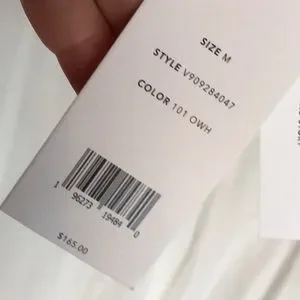 SIZE M
STYLE V909284047
COLOR 101 OWH
1 96273 19484 0
$165.00